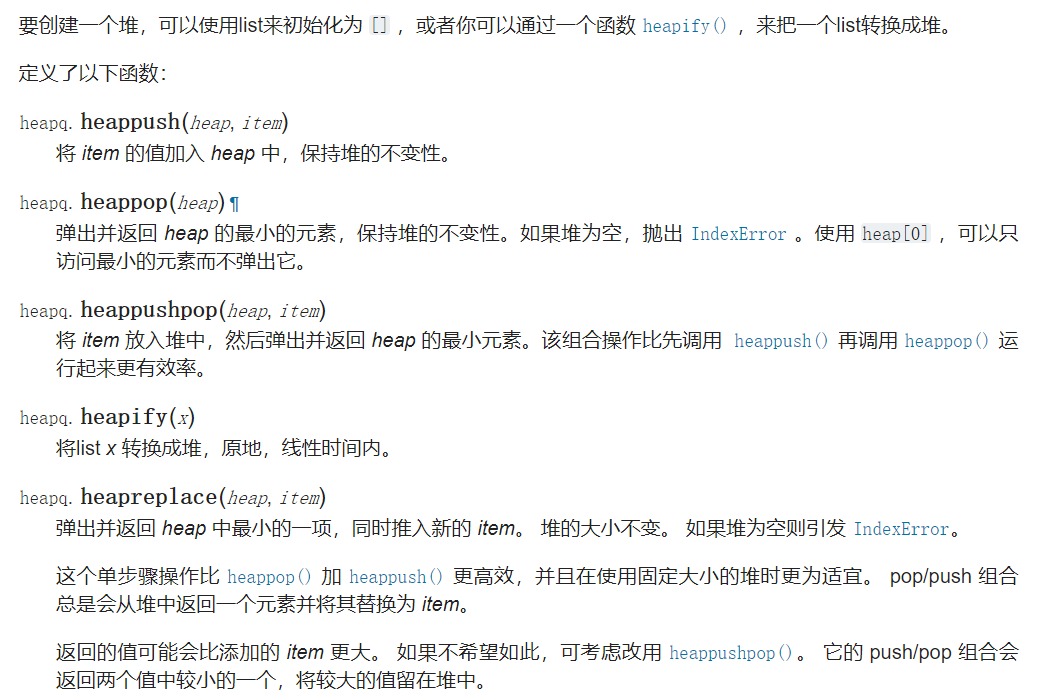 要创建一个堆，可以使用list来初始化为 [] ，或者你可以通过一个函数 heapify() ，来把一个list转换成堆。
定义了以下函数：
heapq. heappush(heap, item)
将 item 的值加入 heap 中，保持堆的不变性。
heapq. heappop(heap)¶
弹出并返回 heap 的最小的元素，保持堆的不变性。如果堆为空，抛出 IndexError 。使用 heap[0] ，可以只
访问最小的元素而不弹出它。
heapq. heappushpop(heap, item)
将 item 放入堆中，然后弹出并返回 heap 的最小元素。该组合操作比先调用 heappush() 再调用 heappop() 运
行起来更有效率。
heapq. heapify(x)
将list x 转换成堆，原地，线性时间内。
heapq. heapreplace(heap, item)
弹出并返回 heap 中最小的一项，同时推入新的 item。 堆的大小不变。 如果堆为空则引发 IndexError。
这个单步骤操作比 heappop() 加 heappush() 更高效，并且在使用固定大小的堆时更为适宜。 pop/push 组合
总是会从堆中返回一个元素并将其替换为 item。
返回的值可能会比添加的 item 更大。 如果不希望如此，可考虑改用 heappushpop()。 它的 push/pop 组合会
返回两个值中较小的一个，将较大的值留在堆中。